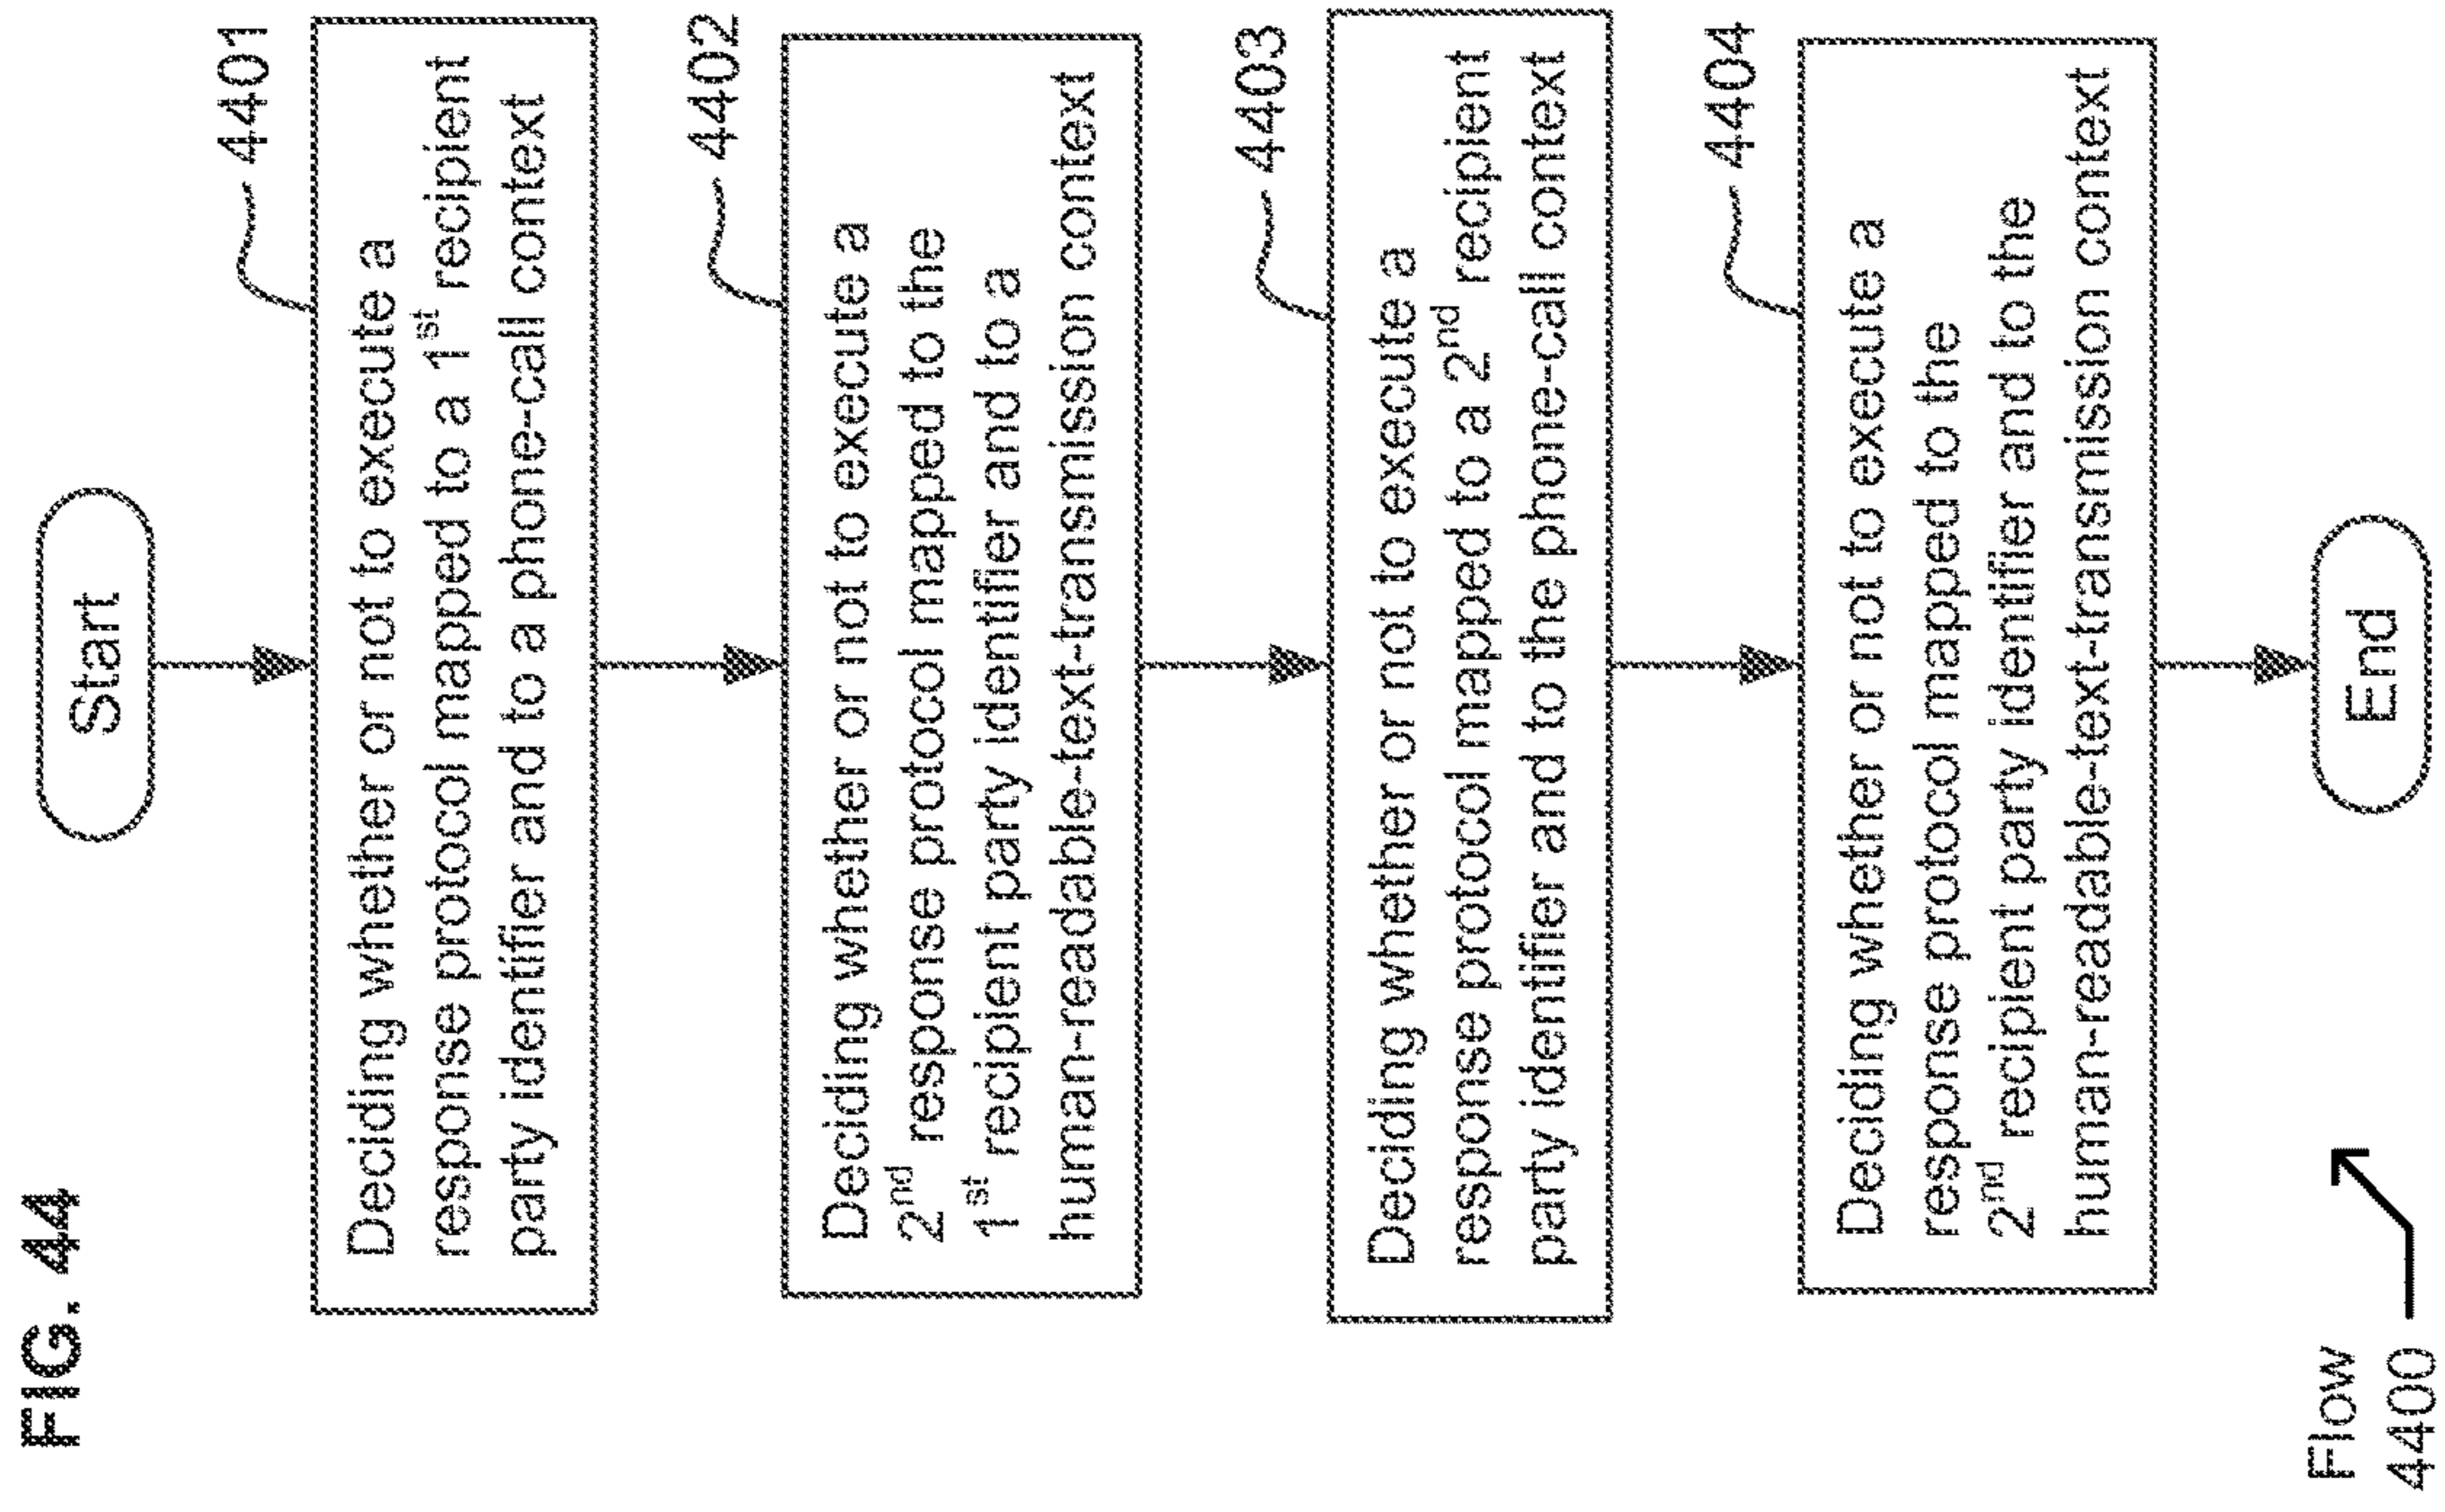 FIG. 44
Start
4401
Deciding whether or not to execute a
response protocol mapped to a 1st recipient
party identifier and to a phone-call context
4402
Deciding whether or not to execute a
2nd response protocol mapped to the
1st recipient party identifier and to a
human-readable-text-transmission context
4403
Deciding whether or not to execute a
response protocol mapped to a 2nd recipient
party identifier and to the phone-call context
4404
Deciding whether or not to execute a
response protocol mapped to the
2nd recipient party identifier and to the
human-readable-text-transmission context
End
Flow
4400